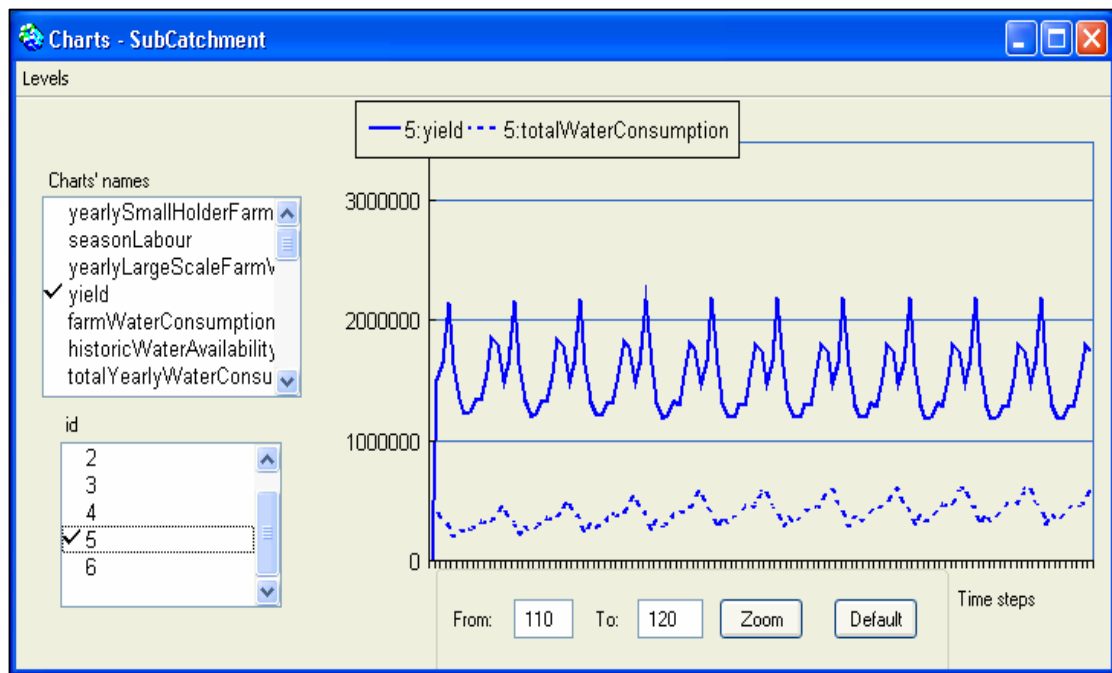 Charts - SubCatchment
Levels
5:yield 5:totalWaterConsumption
Charts' names
yearlySmallHolderFarm
seasonLabour
yearlyLargeScaleFarmV
yield
farmWaterConsumption
historicWaterAvailability
totalYearlyWaterConsu
id
2
3
4
5
6
3000000
2000000
1000000
0
From: 110 To: 120 Zoom Default
Time steps